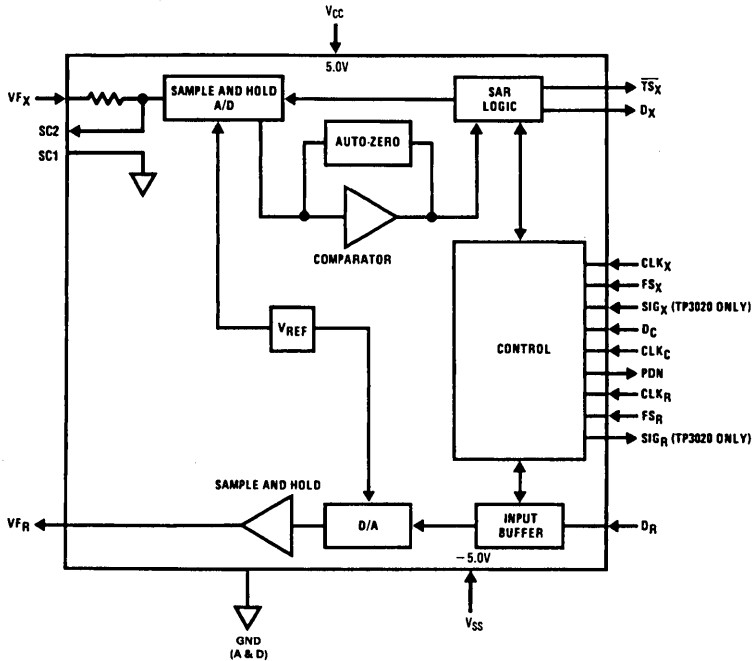 VCC
5.0V
VFX
SAMPLE AND HOLD
A/D
SAR
LOGIC
TSX
DX
SC2
SC1
AUTO-ZERO
COMPARATOR
VREF
CONTROL
CLKX
FSX
SIGX (TP3020 ONLY)
DC
CLKC
PDN
CLKR
FSR
SIGR (TP3020 ONLY)
SAMPLE AND HOLD
VFR
D/A
INPUT
BUFFER
DR
−5.0V
GND
(A & D)
VSS